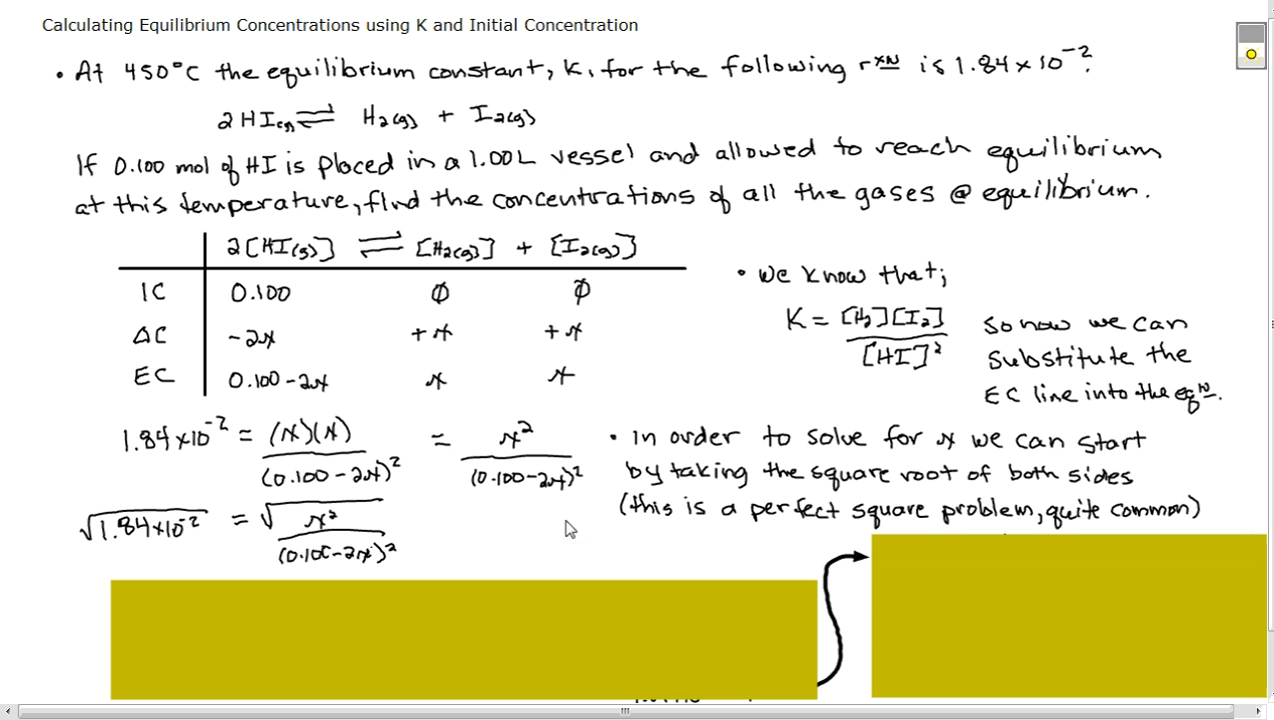 Calculating Equilibrium Concentrations using K and Initial Concentration
• At 450°C the equilibrium constant, K, for the following rxN is 1.84×10⁻².
2HI(g) ⇌ H₂(g) + I₂(g)
If 0.100 mol of HI is placed in a 1.00L vessel and allowed to reach equilibrium
at this temperature, find the concentrations of all the gases @ equilibrium.
2[HI(g)] ⇌ [H₂(g)] + [I₂(g)]
IC 0.100 ∅ ∅
ΔC -2x +x +x
EC 0.100-2x x x
• We know that;
K = [H₂][I₂] / [HI]²
So now we can
substitute the
EC line into the eqN.
1.84×10⁻² = (x)(x) / (0.100-2x)² = x² / (0.100-2x)²
• In order to solve for x we can start
by taking the square root of both sides
(this is a perfect square problem, quite common)
√1.84×10⁻² = √x² / (0.100-2x)²